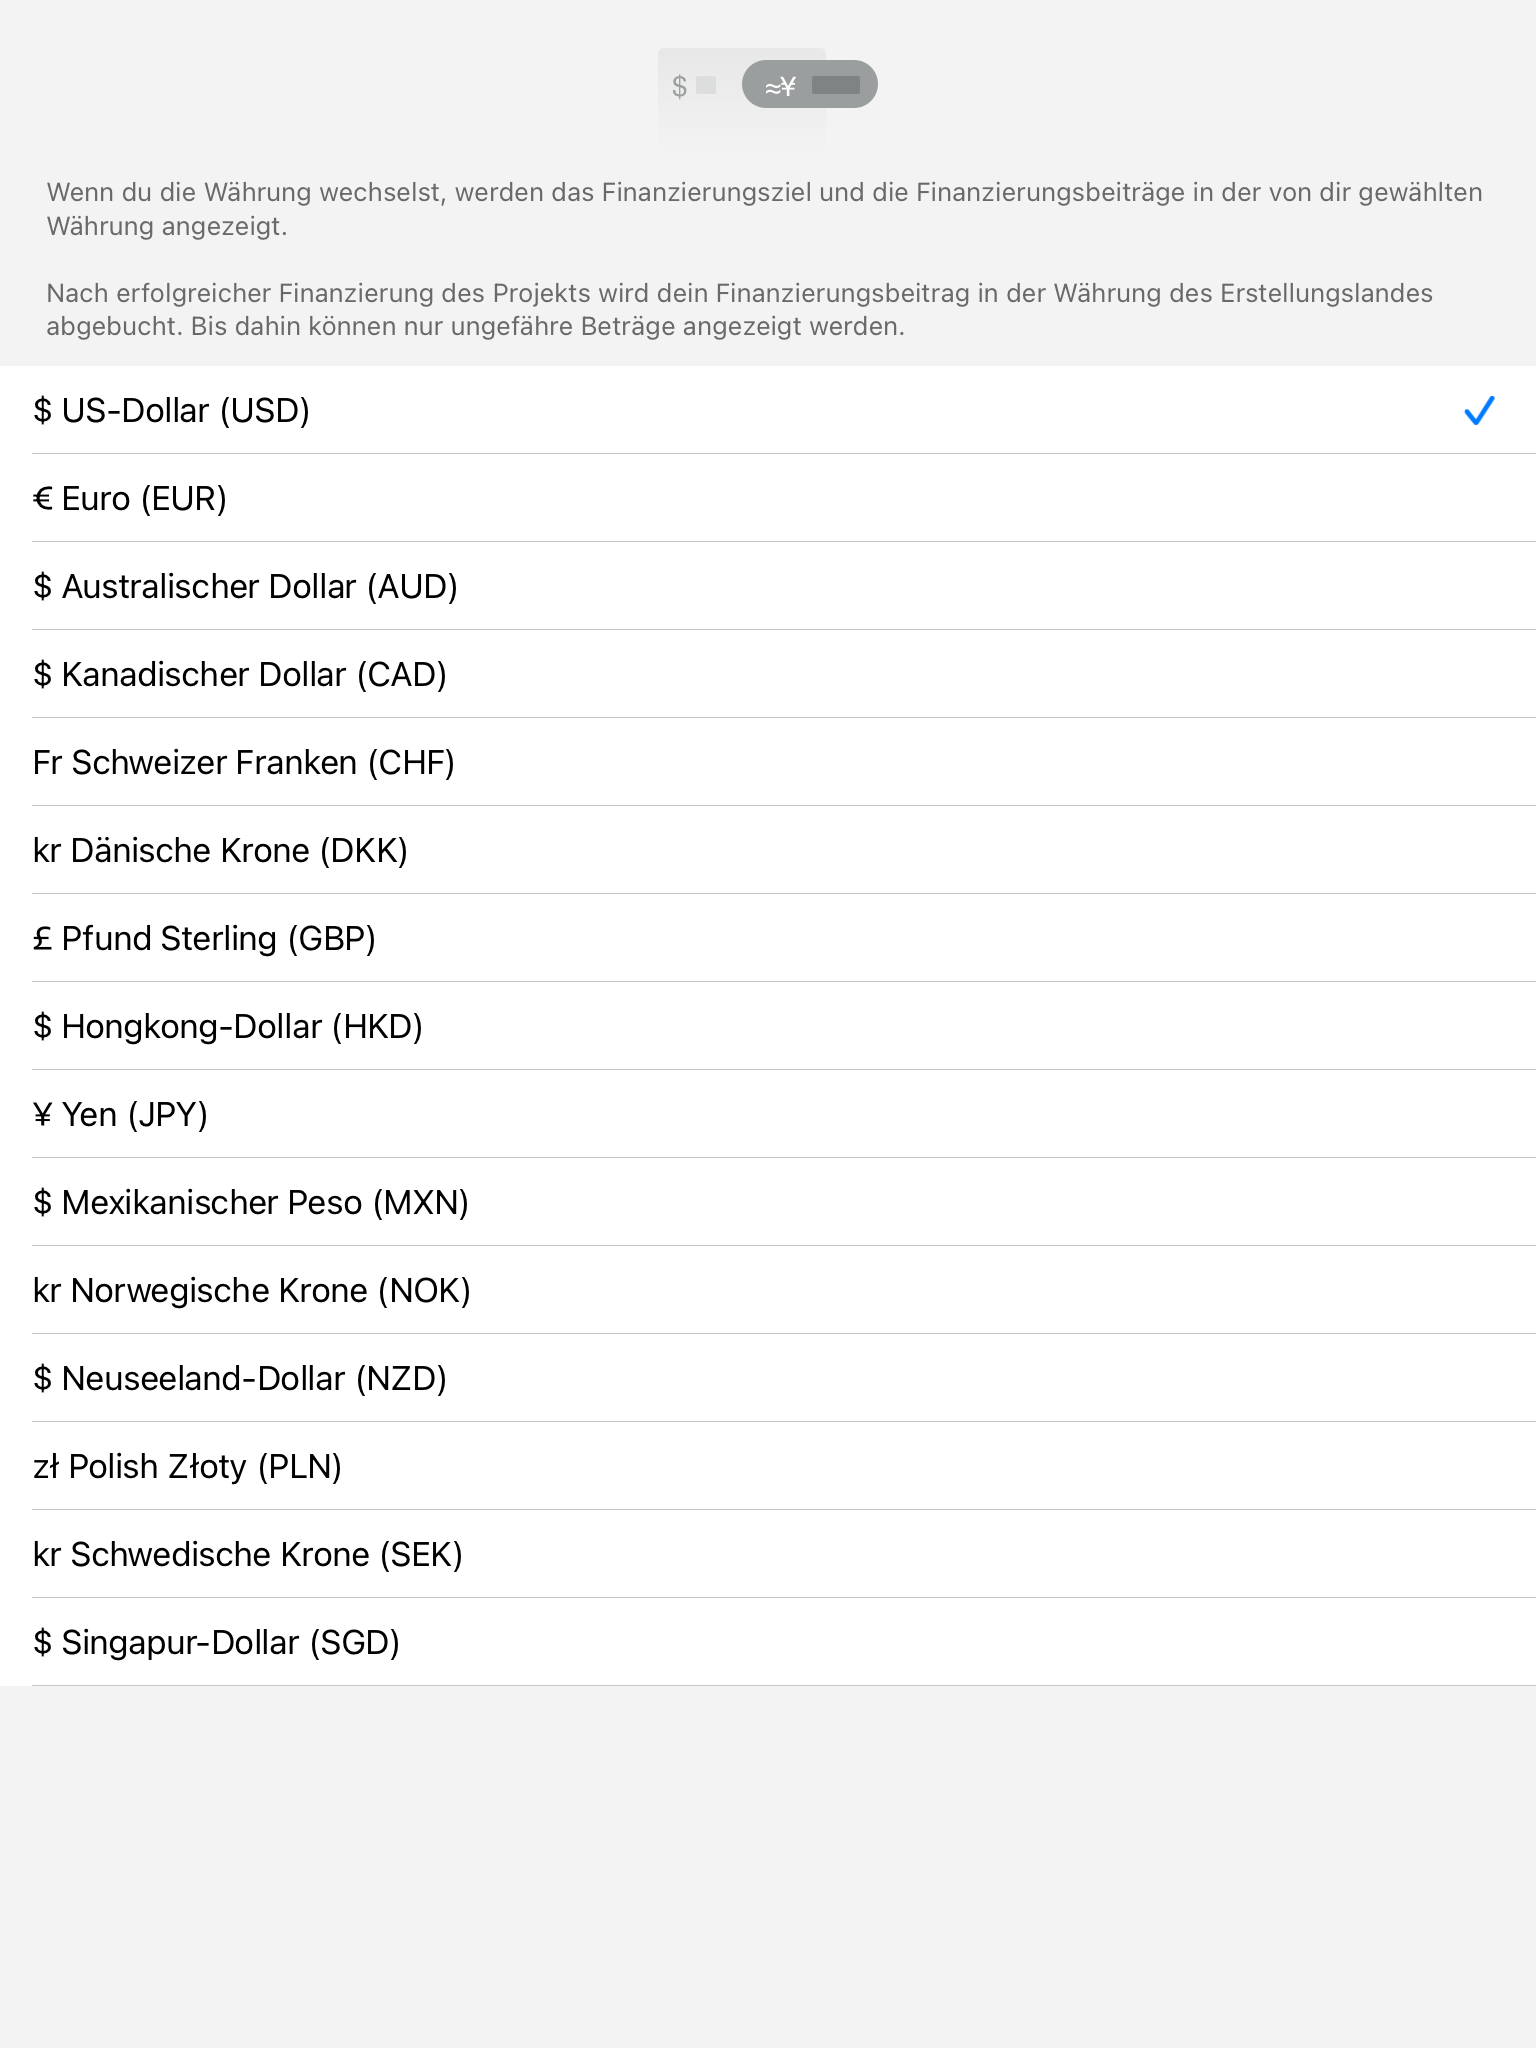 $ ≈¥
Wenn du die Währung wechselst, werden das Finanzierungsziel und die Finanzierungsbeiträge in der von dir gewählten
Währung angezeigt.
Nach erfolgreicher Finanzierung des Projekts wird dein Finanzierungsbeitrag in der Währung des Erstellungslandes
abgebucht. Bis dahin können nur ungefähre Beträge angezeigt werden.
$ US-Dollar (USD)
€ Euro (EUR)
$ Australischer Dollar (AUD)
$ Kanadischer Dollar (CAD)
Fr Schweizer Franken (CHF)
kr Dänische Krone (DKK)
£ Pfund Sterling (GBP)
$ Hongkong-Dollar (HKD)
¥ Yen (JPY)
$ Mexikanischer Peso (MXN)
kr Norwegische Krone (NOK)
$ Neuseeland-Dollar (NZD)
zł Polish Złoty (PLN)
kr Schwedische Krone (SEK)
$ Singapur-Dollar (SGD)